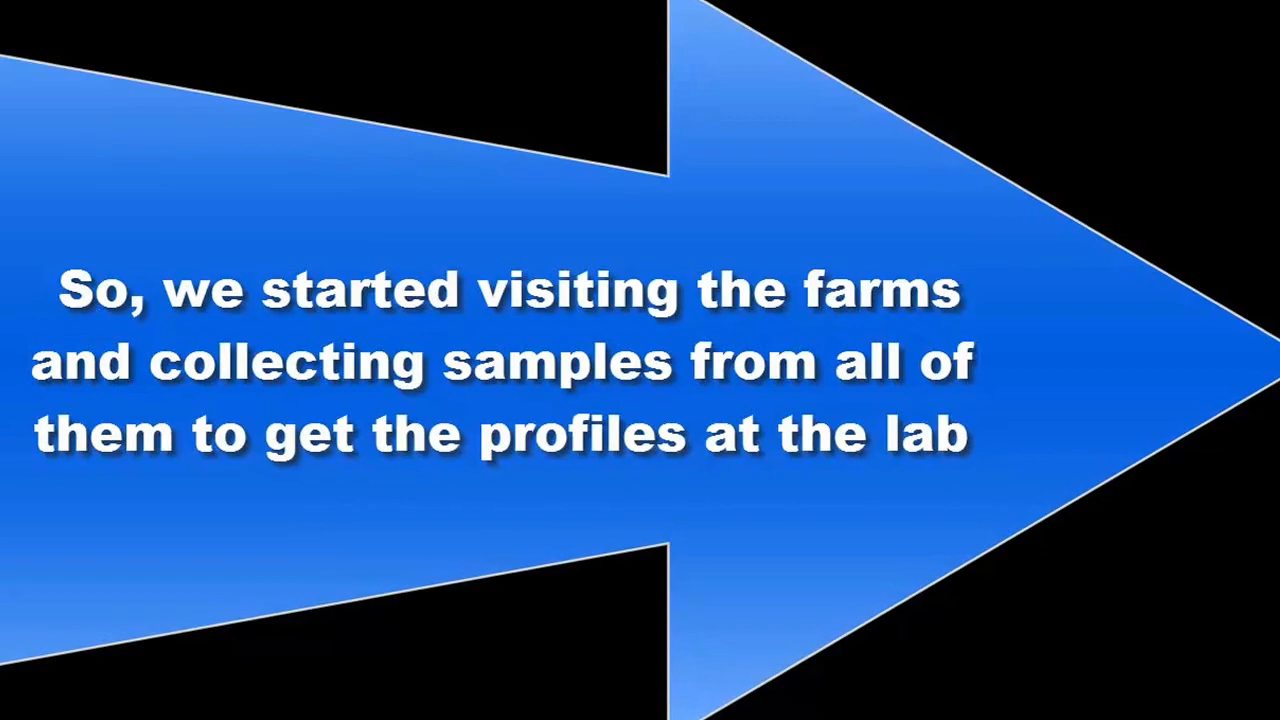 So, we started visiting the farms
and collecting samples from all of
them to get the profiles at the lab